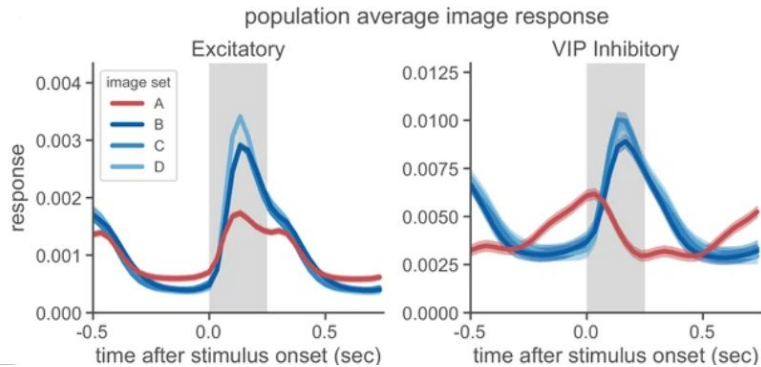 population average image response
Excitatory
VIP Inhibitory
image set
A
B
C
D
response
0.004
0.003
0.002
0.001
0.000
-0.5
0.0
0.5
time after stimulus onset (sec)
0.0125
0.0100
0.0075
0.0050
0.0025
0.0000
-0.5
0.0
0.5
time after stimulus onset (sec)